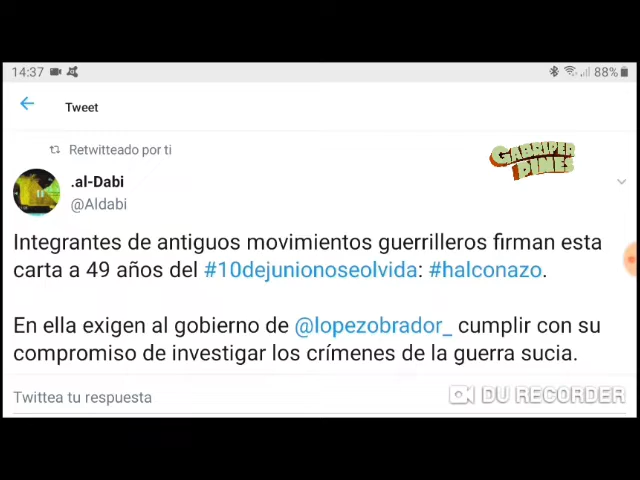 14:37
88%
Tweet
Retwitteado por ti
GABRIPER
DIMES
.al-Dabi
@Aldabi
Integrantes de antiguos movimientos guerrilleros firman esta
carta a 49 años del #10dejunionoseolvida: #halconazo.
En ella exigen al gobierno de @lopezobrador_ cumplir con su
compromiso de investigar los crímenes de la guerra sucia.
Twittea tu respuesta
DU RECORDER